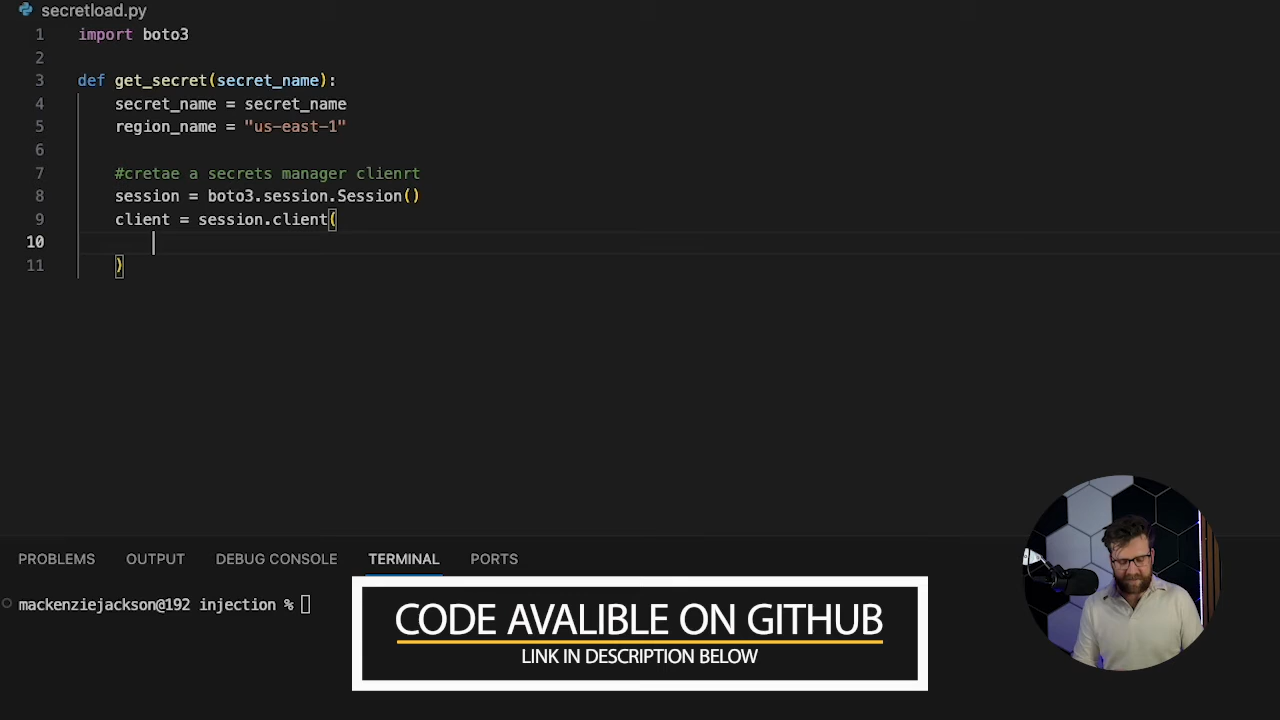 secretload.py
1 import boto3
2
3 def get_secret(secret_name):
4 secret_name = secret_name
5 region_name = "us-east-1"
6
7 #cretae a secrets manager clienrt
8 session = boto3.session.Session()
9 client = session.client(
10
11 )
PROBLEMS OUTPUT DEBUG CONSOLE TERMINAL PORTS
mackenziejackson@192 injection %
CODE AVALIBLE ON GITHUB
LINK IN DESCRIPTION BELOW